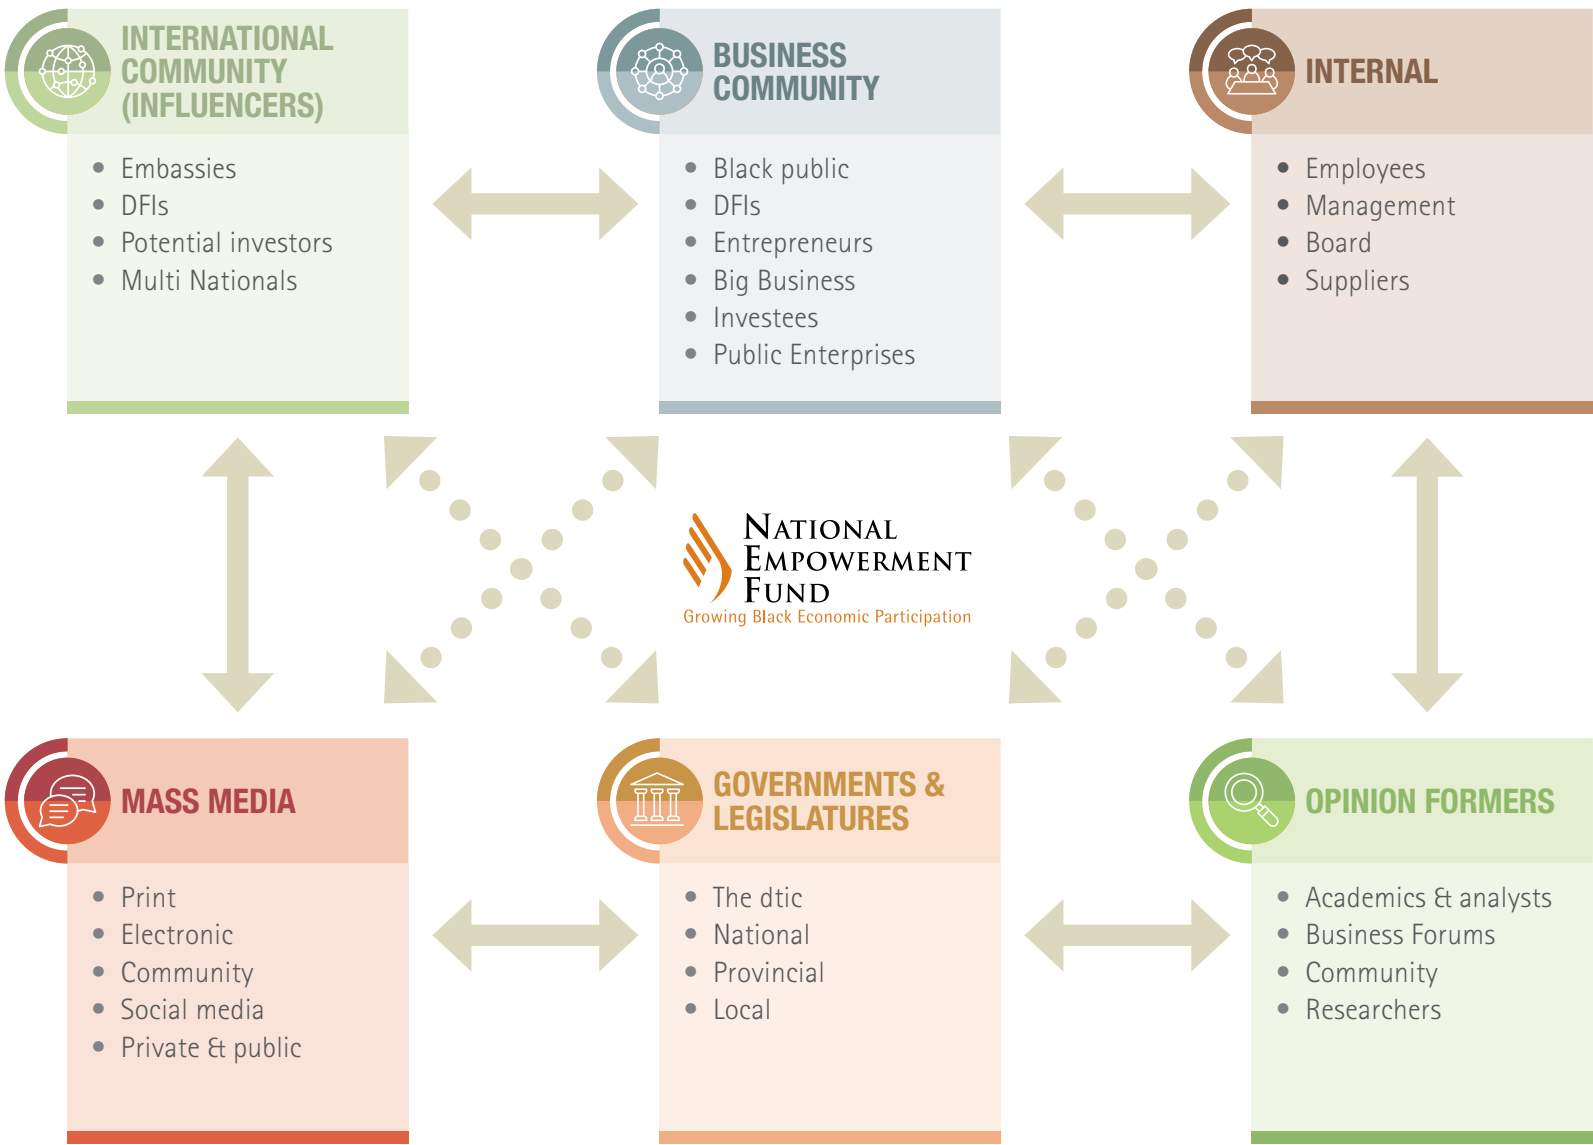 INTERNATIONAL
COMMUNITY
(INFLUENCERS)
• Embassies
• DFIs
• Potential investors
• Multi Nationals
BUSINESS
COMMUNITY
• Black public
• DFIs
• Entrepreneurs
• Big Business
• Investees
• Public Enterprises
INTERNAL
• Employees
• Management
• Board
• Suppliers
NATIONAL
EMPOWERMENT
FUND
Growing Black Economic Participation
MASS MEDIA
• Print
• Electronic
• Community
• Social media
• Private & public
GOVERNMENTS &
LEGISLATURES
• The dtic
• National
• Provincial
• Local
OPINION FORMERS
• Academics & analysts
• Business Forums
• Community
• Researchers